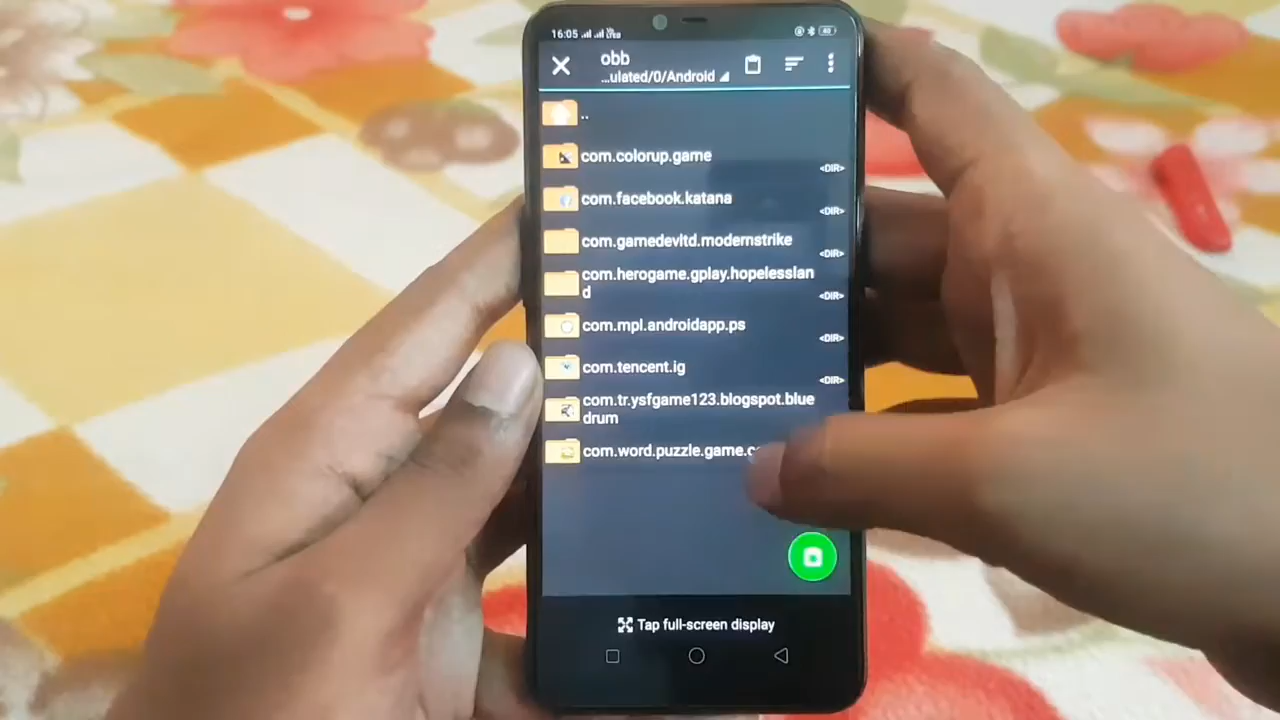 16:05
obb
...ulated/0/Android
..
com.colorup.game
<DIR>
com.facebook.katana
<DIR>
com.gamedevltd.modernstrike
<DIR>
com.herogame.gplay.hopelesslan
d
<DIR>
com.mpl.androidapp.ps
<DIR>
com.tencent.ig
<DIR>
com.tr.ysfgame123.blogspot.blue
drum
com.word.puzzle.game.c
Tap full-screen display